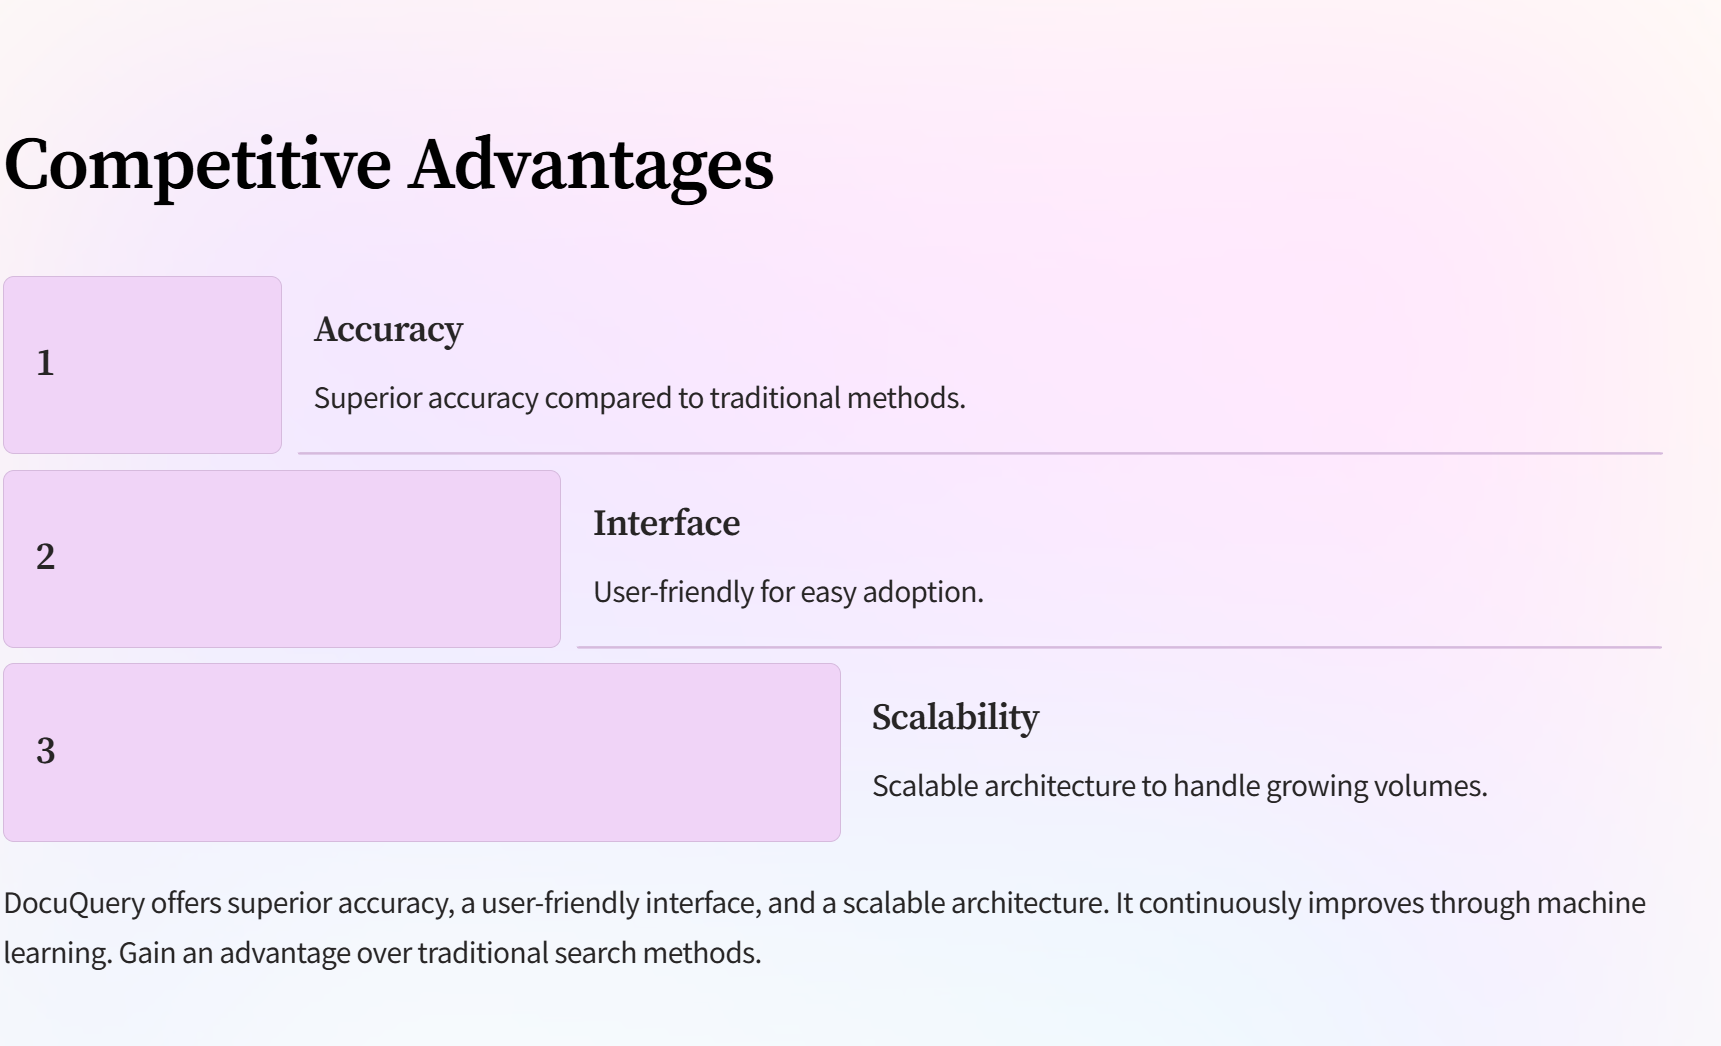 Competitive Advantages
1
Accuracy
Superior accuracy compared to traditional methods.
2
Interface
User-friendly for easy adoption.
3
Scalability
Scalable architecture to handle growing volumes.
DocuQuery offers superior accuracy, a user-friendly interface, and a scalable architecture. It continuously improves through machine
learning. Gain an advantage over traditional search methods.